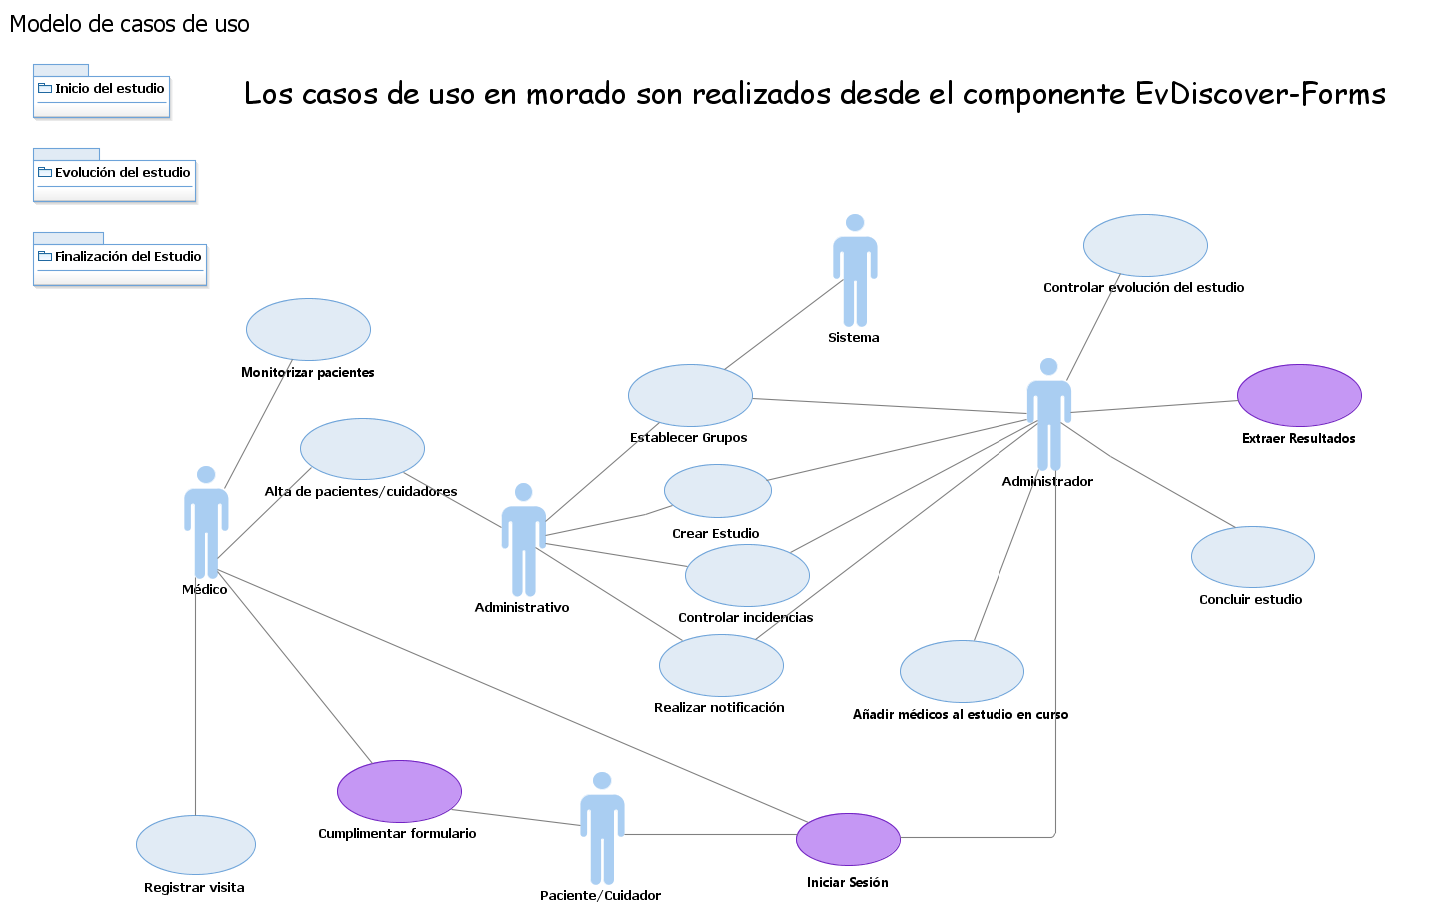 Modelo de casos de uso
Inicio del estudio
Los casos de uso en morado son realizados desde el componente EvDiscover-Forms
Evolución del estudio
Finalización del Estudio
Controlar evolución del estudio
Sistema
Monitorizar pacientes
Establecer Grupos
Extraer Resultados
Administrador
Alta de pacientes/cuidadores
Crear Estudio
Médico
Administrativo
Concluir estudio
Controlar incidencias
Realizar notificación
Añadir médicos al estudio en curso
Cumplimentar formulario
Iniciar Sesión
Registrar visita
Paciente/Cuidador